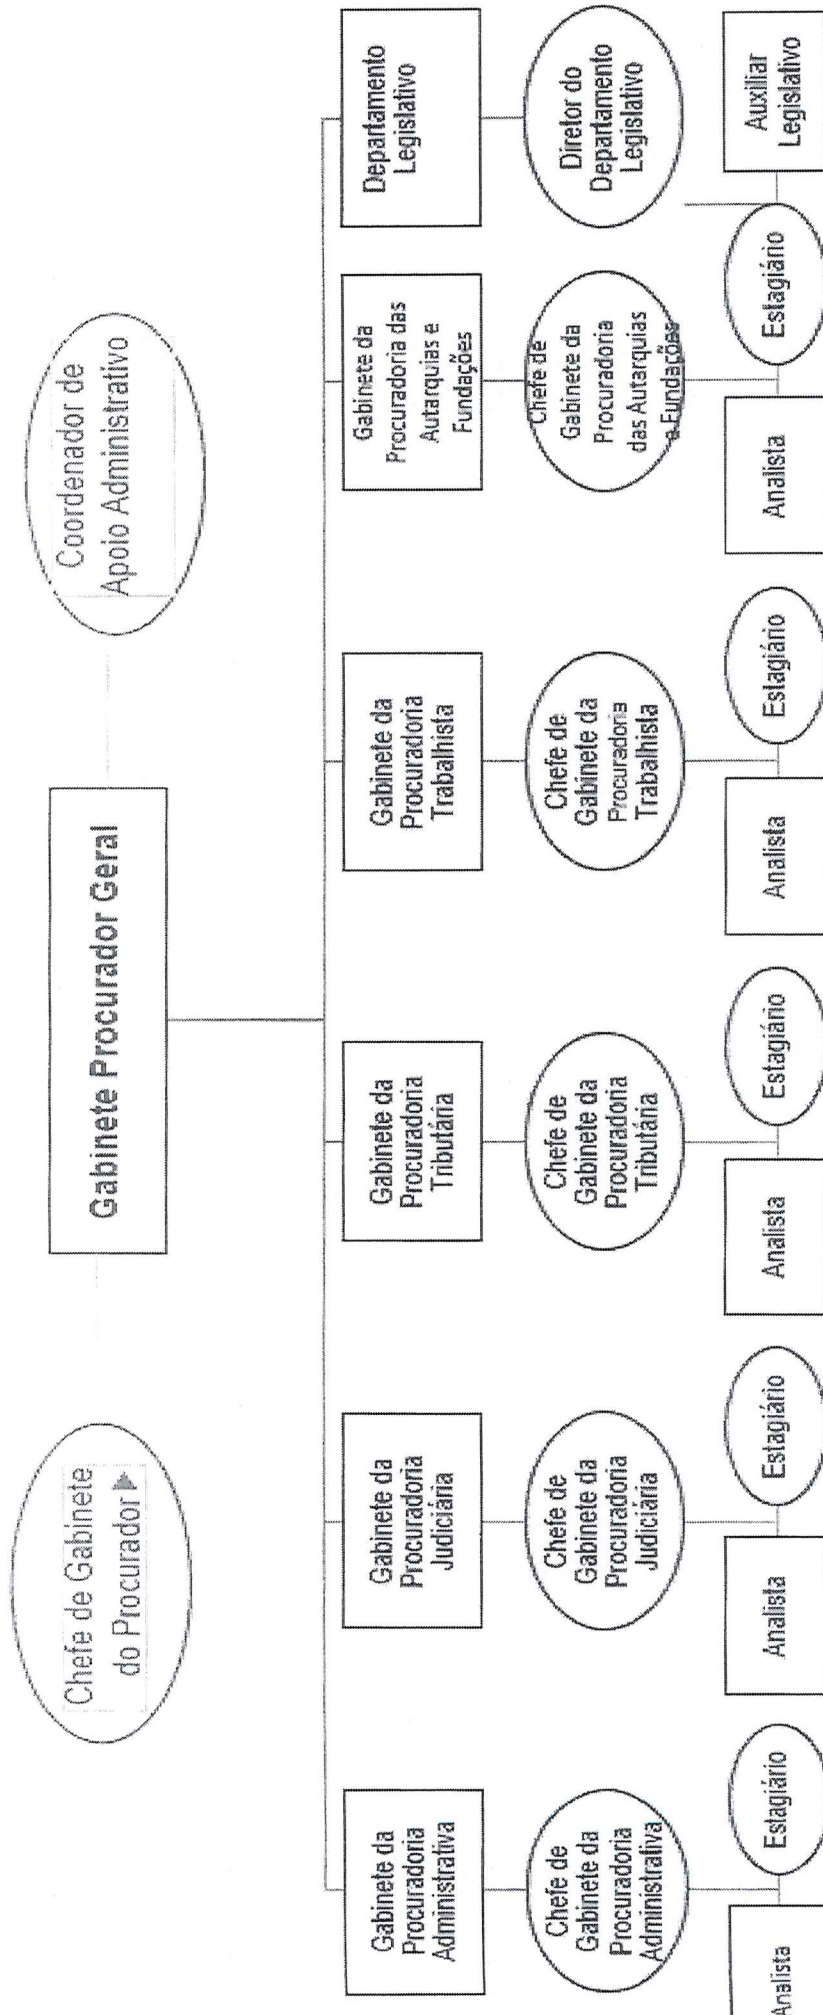 Chefe de Gabinete
do Procurador
Gabinete Procurador Geral
Coordenador de
Apoio Administrativo
Gabinete da
Procuradoria
Administrativa
Gabinete da
Procuradoria
Judiciária
Gabinete da
Procuradoria
Tributária
Gabinete da
Procuradoria
Trabalhista
Gabinete da
Procuradoria das
Autarquias e
Fundações
Departamento
Legislativo
Chefe de
Gabinete da
Procuradoria
Administrativa
Chefe de
Gabinete da
Procuradoria
Judiciária
Chefe de
Gabinete da
Procuradoria
Tributária
Chefe de
Gabinete da
Procuradoria
Trabalhista
Chefe de
Gabinete da
Procuradoria
das Autarquias
e Fundações
Diretor do
Departamento
Legislativo
Analista
Estagiário
Analista
Estagiário
Analista
Estagiário
Analista
Estagiário
Analista
Estagiário
Auxiliar
Legislativo